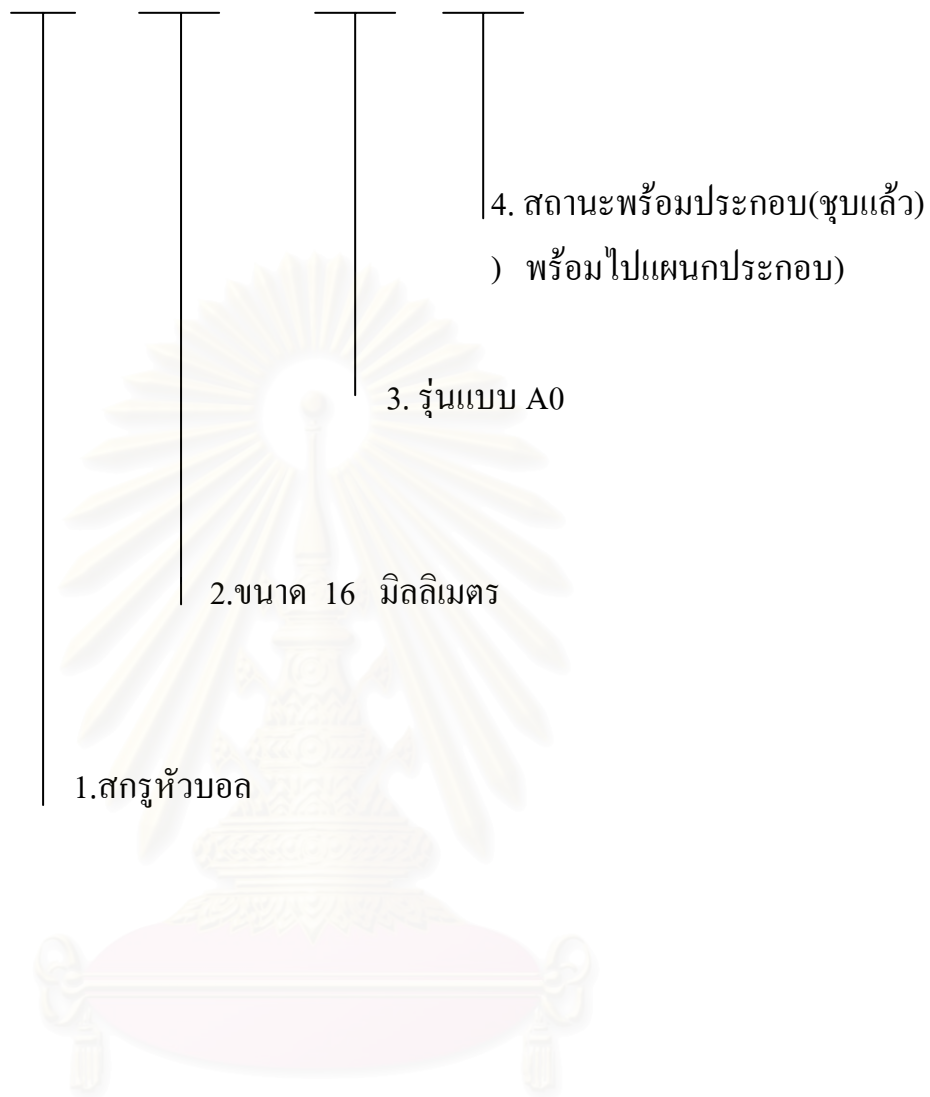 4. สถานะพร้อมประกอบ(ชุบแล้ว)
) พร้อมไปแผนกประกอบ)
3. รุ่นแบบ A0
2.ขนาด 16 มิลลิเมตร
1.สกรูหัวบอล